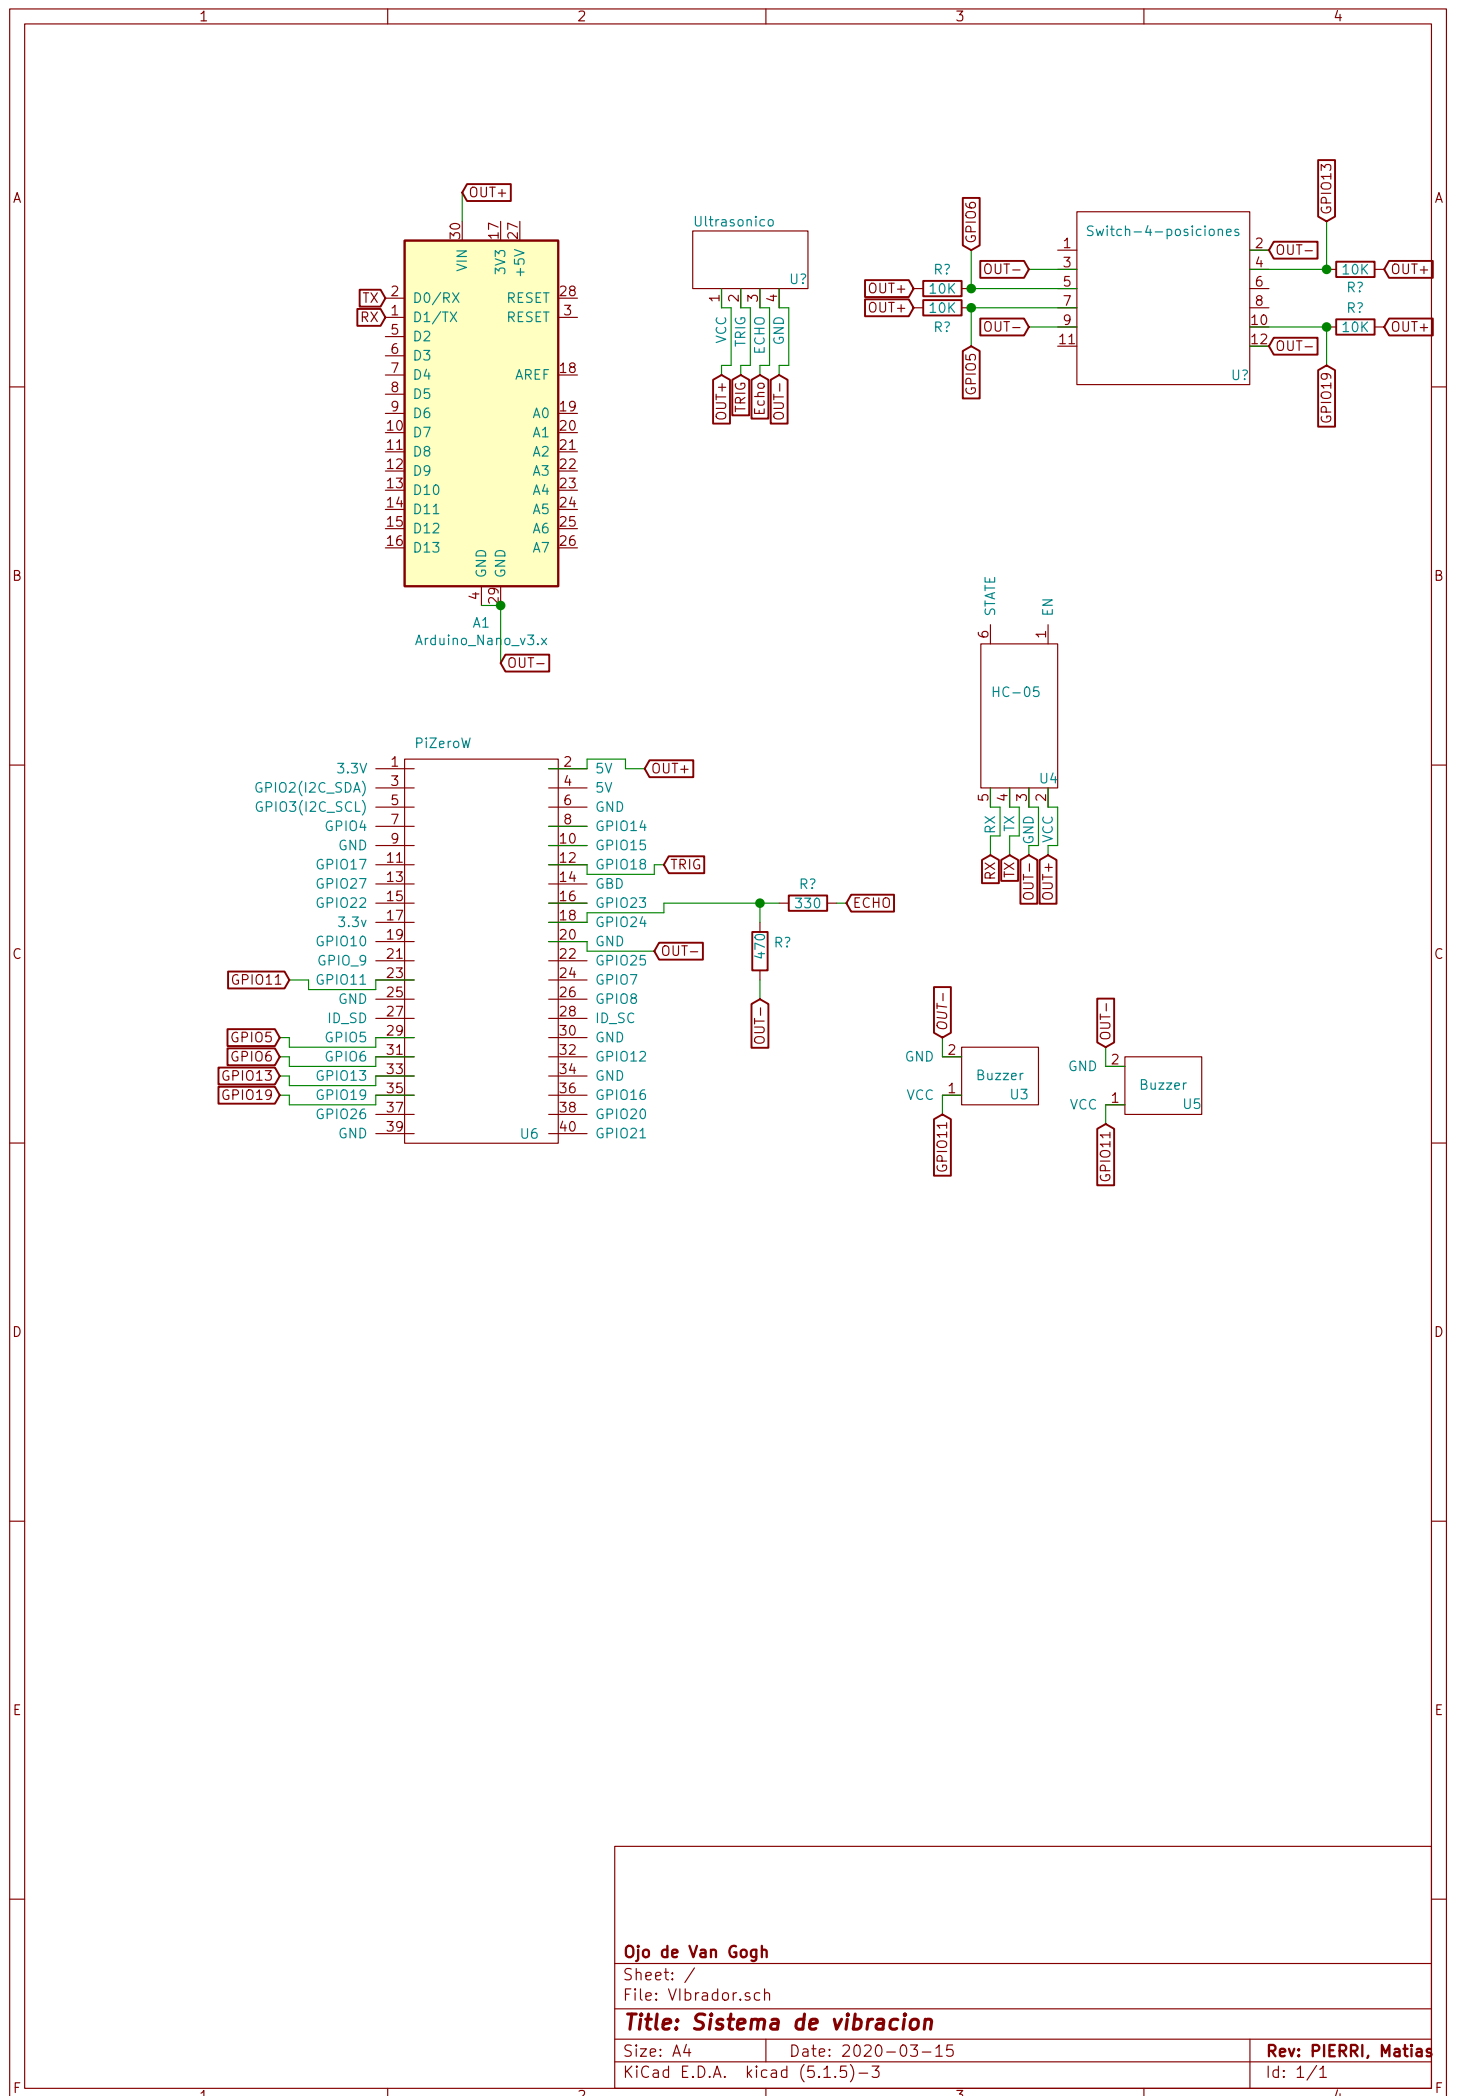 1 2 3 4
A A
B B
C C
D D
E E
F F
1 2 3 4
OUT+
30 17 27
VIN 3V3 +5V
TX 2 D0/RX RESET 28
RX 1 D1/TX RESET 3
5 D2
6 D3
7 D4 AREF 18
8 D5
9 D6 A0 19
10 D7 A1 20
11 D8 A2 21
12 D9 A3 22
13 D10 A4 23
14 D11 A5 24
15 D12 A6 25
16 D13 A7 26
GND GND
4 29
A1
Arduino_Nano_v3.x
OUT-
Ultrasonico
U?
1 2 3 4
VCC TRIG ECHO GND
OUT+ TRIG Echo OUT-
GPIO6 GPIO13
Switch-4-posiciones
1 2 OUT-
R? OUT- 3 4 10K OUT+
OUT+ 10K 5 6 R?
OUT+ 10K 7 8 R?
R? OUT- 9 10 10K OUT+
11 12 OUT-
GPIO5 U? GPIO19
STATE EN
6 1
HC-05
U4
5 4 3 2
RX TX GND VCC
RX TX OUT- OUT+
PiZeroW
3.3V 1 2 5V OUT+
GPIO2(I2C_SDA) 3 4 5V
GPIO3(I2C_SCL) 5 6 GND
GPIO4 7 8 GPIO14
GND 9 10 GPIO15
GPIO17 11 12 GPIO18 TRIG
GPIO27 13 14 GBD
GPIO22 15 16 GPIO23
3.3v 17 18 GPIO24
GPIO10 19 20 GND OUT-
GPIO_9 21 22 GPIO25
GPIO11 GPIO11 23 24 GPIO7
GND 25 26 GPIO8
ID_SD 27 28 ID_SC
GPIO5 GPIO5 29 30 GND
GPIO6 GPIO6 31 32 GPIO12
GPIO13 GPIO13 33 34 GND
GPIO19 GPIO19 35 36 GPIO16
GPIO26 37 38 GPIO20
GND 39 U6 40 GPIO21
R?
330 ECHO
470 R?
OUT-
OUT-
GND 2
Buzzer
VCC 1 U3
GPIO11
OUT-
GND 2
Buzzer
VCC 1 U5
GPIO11
Ojo de Van Gogh
Sheet: /
File: VIbrador.sch
Title: Sistema de vibracion
Size: A4 Date: 2020-03-15 Rev: PIERRI, Matias
KiCad E.D.A. kicad (5.1.5)-3 Id: 1/1